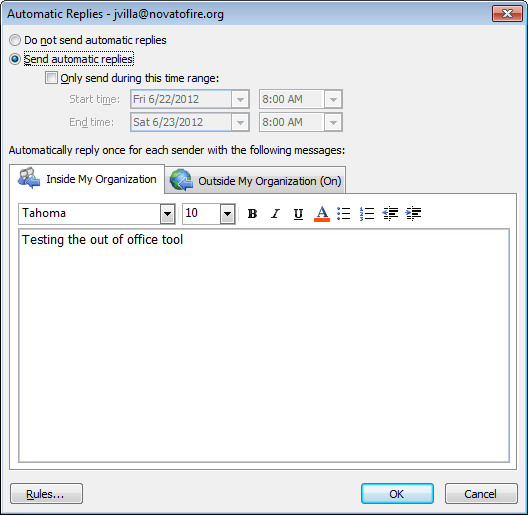 Automatic Replies - jvilla@novatofire.org
Do not send automatic replies
Send automatic replies
Only send during this time range:
Start time: Fri 6/22/2012 8:00 AM
End time: Sat 6/23/2012 8:00 AM
Automatically reply once for each sender with the following messages:
Inside My Organization Outside My Organization (On)
Tahoma 10 B I U A
Testing the out of office tool
Rules... OK Cancel